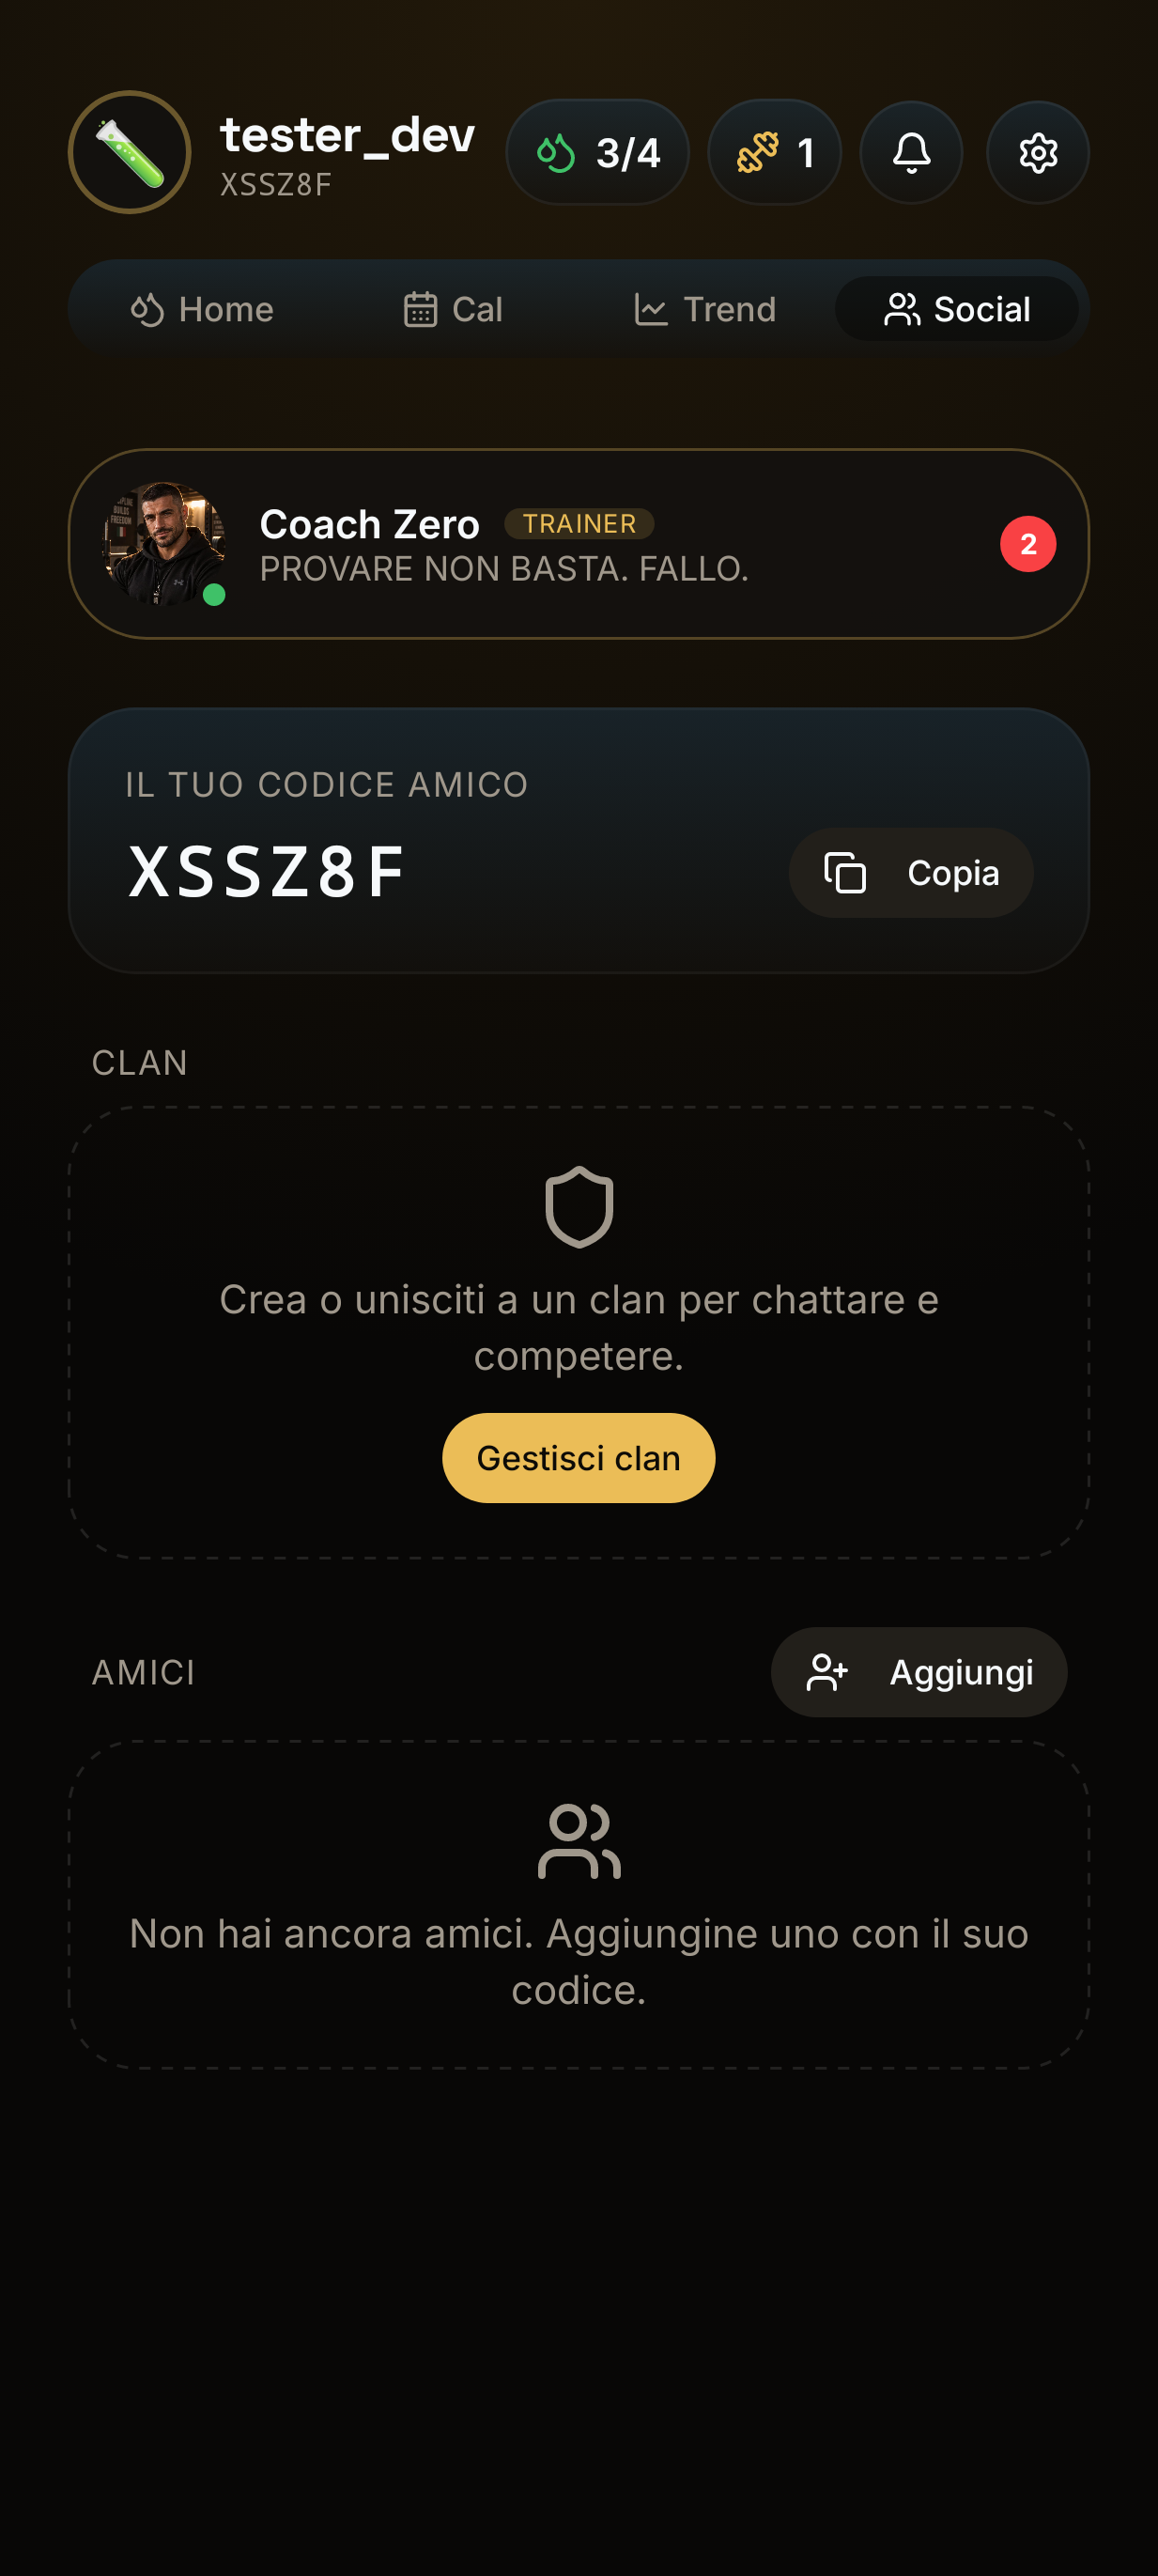 tester_dev
XSSZ8F
3/4
1
Home
Cal
Trend
Social
Coach Zero
TRAINER
PROVARE NON BASTA. FALLO.
2
IL TUO CODICE AMICO
XSSZ8F
Copia
CLAN
Crea o unisciti a un clan per chattare e
competere.
Gestisci clan
AMICI
Aggiungi
Non hai ancora amici. Aggiungine uno con il suo
codice.